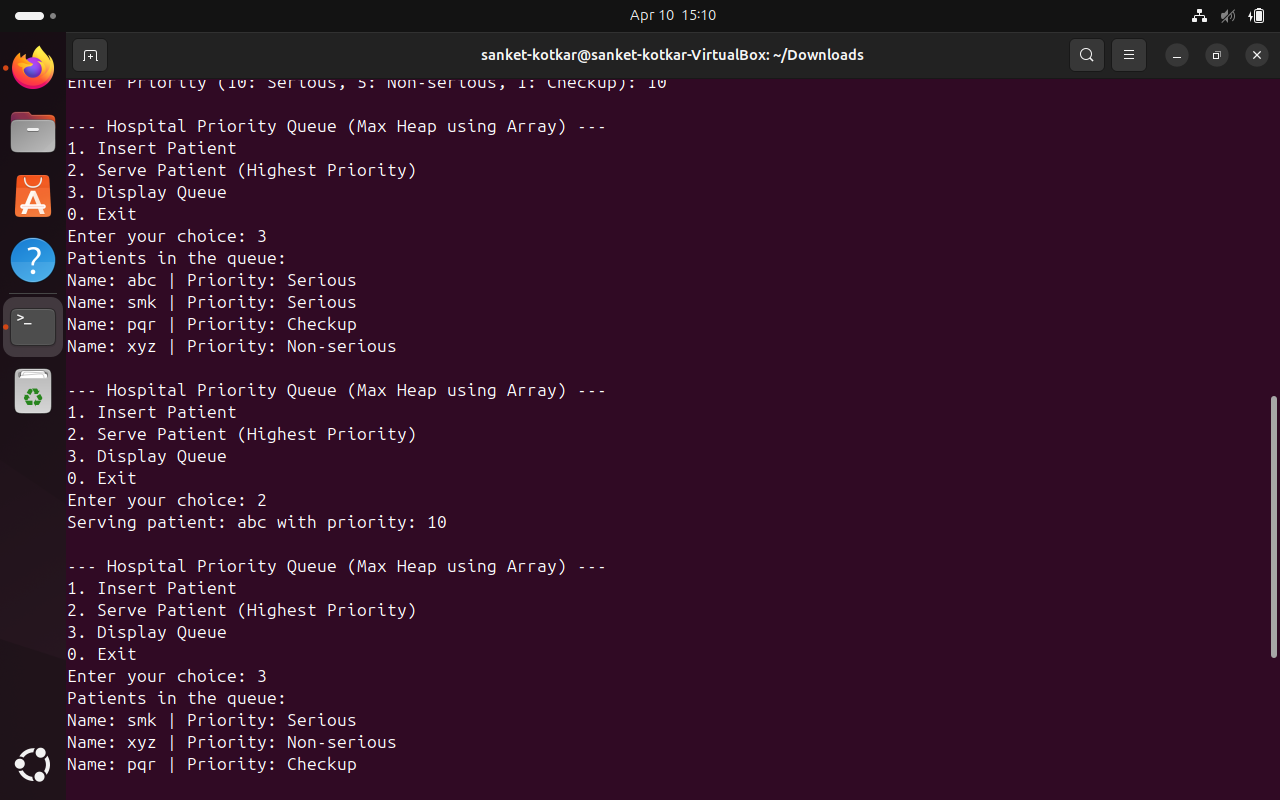 Apr 10 15:10
sanket-kotkar@sanket-kotkar-VirtualBox: ~/Downloads
Enter Priority (10: Serious, 5: Non-serious, 1: Checkup): 10
--- Hospital Priority Queue (Max Heap using Array) ---
1. Insert Patient
2. Serve Patient (Highest Priority)
3. Display Queue
0. Exit
Enter your choice: 3
Patients in the queue:
Name: abc | Priority: Serious
Name: smk | Priority: Serious
Name: pqr | Priority: Checkup
Name: xyz | Priority: Non-serious
--- Hospital Priority Queue (Max Heap using Array) ---
1. Insert Patient
2. Serve Patient (Highest Priority)
3. Display Queue
0. Exit
Enter your choice: 2
Serving patient: abc with priority: 10
--- Hospital Priority Queue (Max Heap using Array) ---
1. Insert Patient
2. Serve Patient (Highest Priority)
3. Display Queue
0. Exit
Enter your choice: 3
Patients in the queue:
Name: smk | Priority: Serious
Name: xyz | Priority: Non-serious
Name: pqr | Priority: Checkup